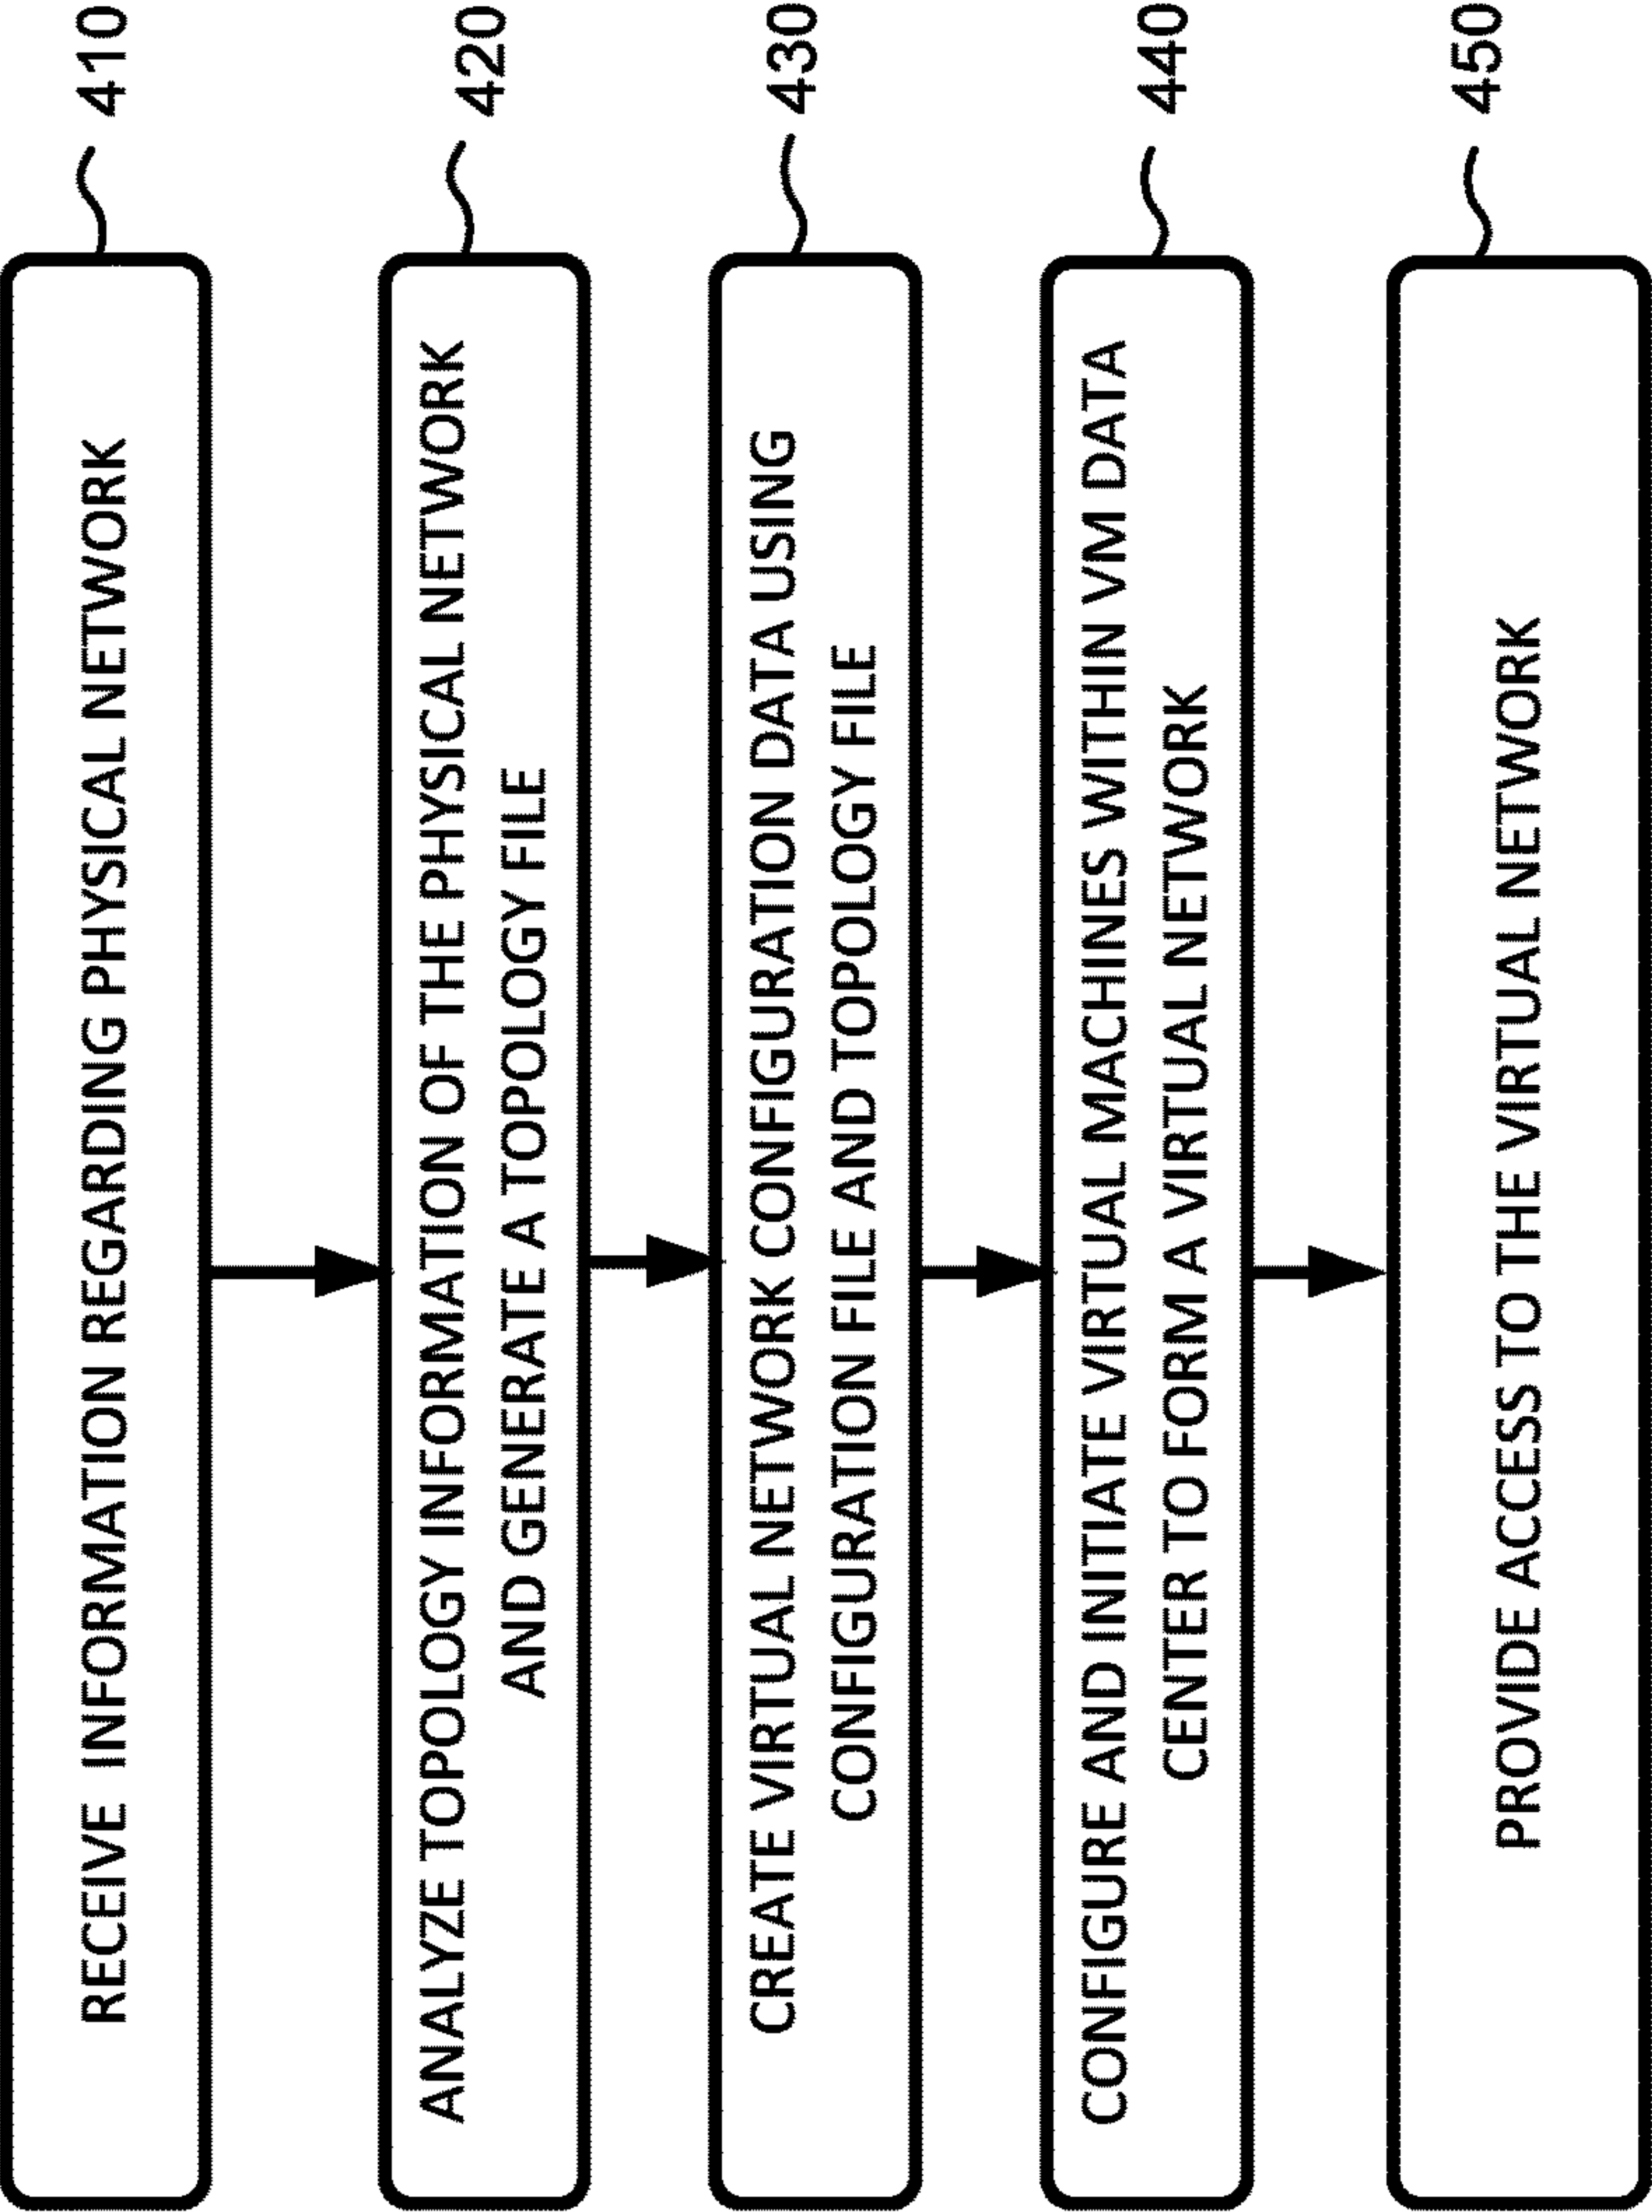 RECEIVE INFORMATION REGARDING PHYSICAL NETWORK
410
ANALYZE TOPOLOGY INFORMATION OF THE PHYSICAL NETWORK
AND GENERATE A TOPOLOGY FILE
420
CREATE VIRTUAL NETWORK CONFIGURATION DATA USING
CONFIGURATION FILE AND TOPOLOGY FILE
430
CONFIGURE AND INITIATE VIRTUAL MACHINES WITHIN VM DATA
CENTER TO FORM A VIRTUAL NETWORK
440
PROVIDE ACCESS TO THE VIRTUAL NETWORK
450